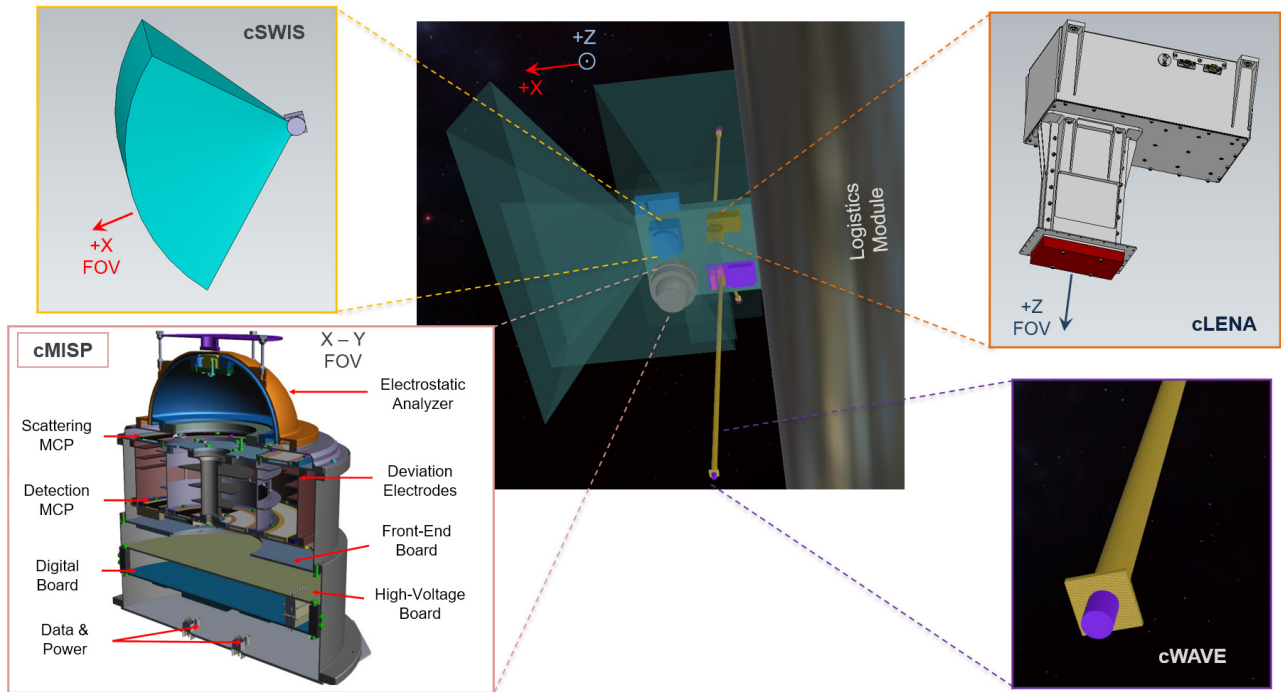 cSWIS
+X
FOV
+Z
+X
Logistics
Module
+Z
FOV
cLENA
cMISP
X – Y
FOV
Electrostatic
Analyzer
Scattering
MCP
Detection
MCP
Deviation
Electrodes
Front-End
Board
Digital
Board
High-Voltage
Board
Data &
Power
cWAVE